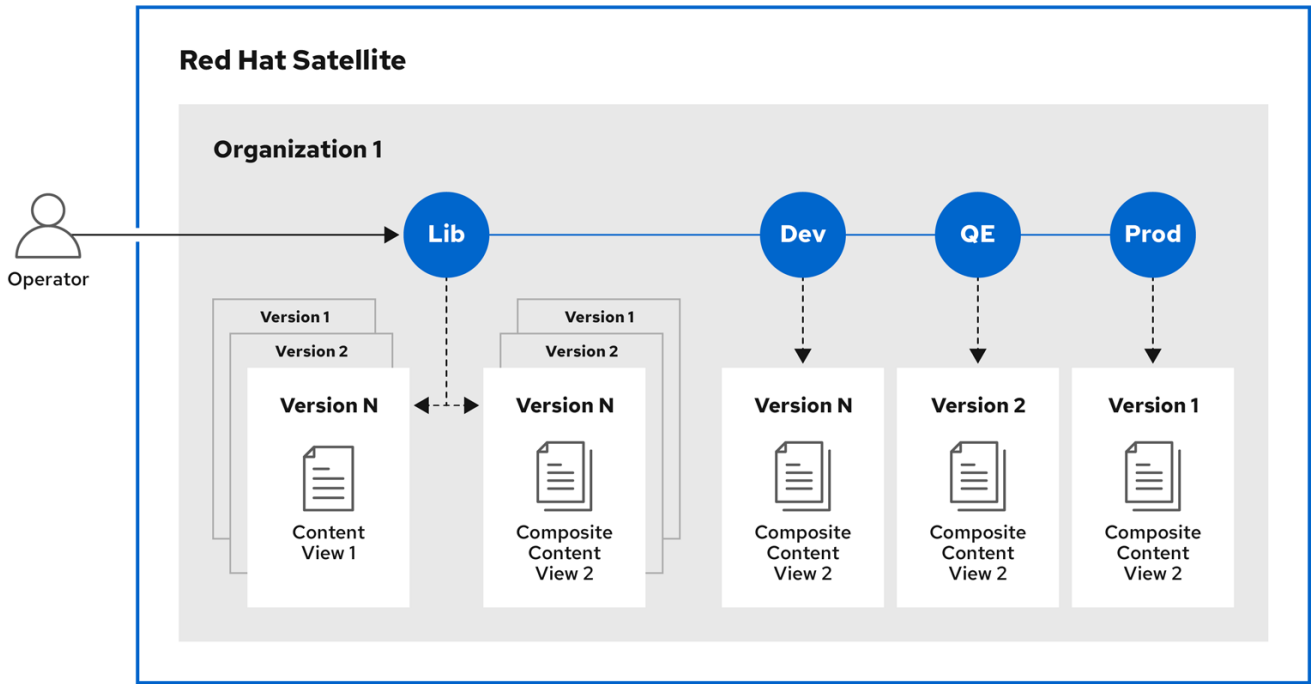 Red Hat Satellite
Organization 1
Operator
Lib
Dev
QE
Prod
Version 1
Version 2
Version N
Content
View 1
Version 1
Version 2
Version N
Composite
Content
View 2
Version N
Composite
Content
View 2
Version 2
Composite
Content
View 2
Version 1
Composite
Content
View 2